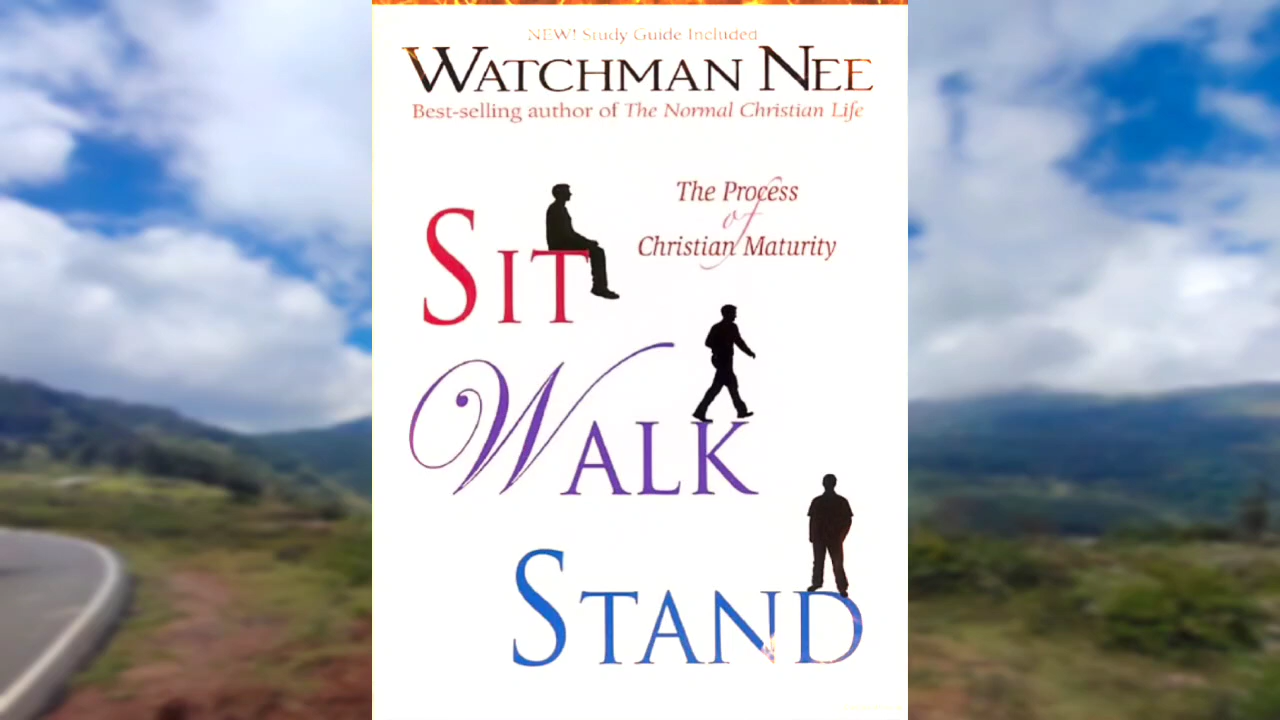 NEW! Study Guide Included
WATCHMAN NEE
Best-selling author of The Normal Christian Life
The Process
of
Christian Maturity
SIT
WALK
STAND